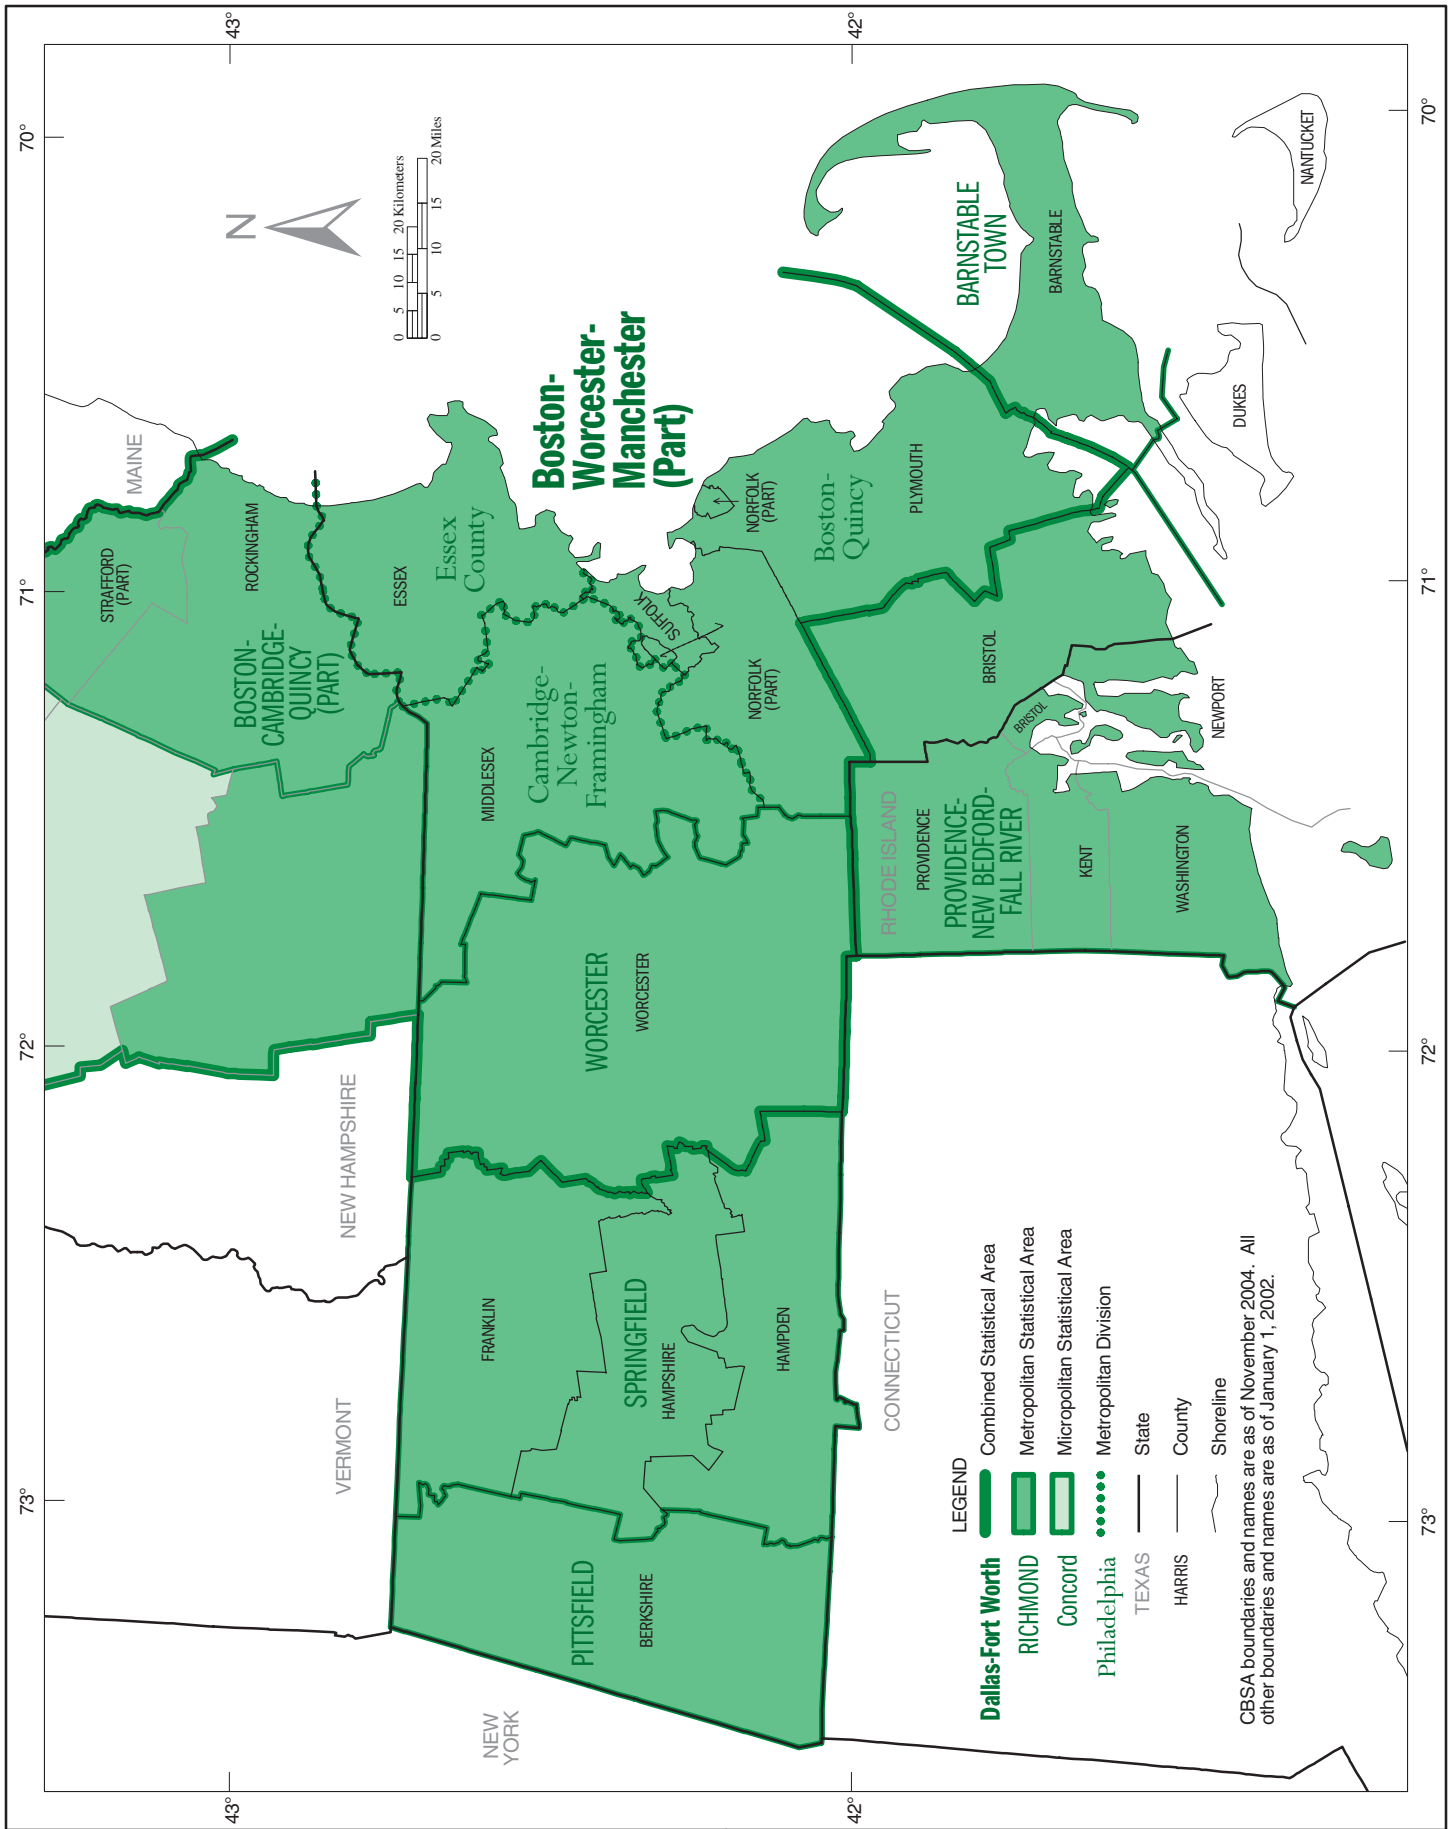 73°
72°
71°
70°
43°
43°
42°
42°
73°
72°
71°
70°
N
0 5 10 15 20 Kilometers
0 5 10 15 20 Miles
NEW
YORK
VERMONT
NEW HAMPSHIRE
MAINE
CONNECTICUT
RHODE ISLAND
STRAFFORD
(PART)
ROCKINGHAM
BOSTON-
CAMBRIDGE-
QUINCY
(PART)
ESSEX
Essex
County
Boston-
Worcester-
Manchester
(Part)
MIDDLESEX
Cambridge-
Newton-
Framingham
SUFFOLK
NORFOLK
(PART)
NORFOLK
(PART)
Boston-
Quincy
PLYMOUTH
BARNSTABLE
TOWN
BARNSTABLE
NANTUCKET
DUKES
BRISTOL
BRISTOL
NEWPORT
PROVIDENCE
PROVIDENCE-
NEW BEDFORD-
FALL RIVER
KENT
WASHINGTON
WORCESTER
WORCESTER
FRANKLIN
SPRINGFIELD
HAMPSHIRE
HAMPDEN
PITTSFIELD
BERKSHIRE
LEGEND
Dallas-Fort Worth Combined Statistical Area
RICHMOND Metropolitan Statistical Area
Concord Micropolitan Statistical Area
Philadelphia Metropolitan Division
TEXAS State
HARRIS County
Shoreline
CBSA boundaries and names are as of November 2004. All
other boundaries and names are as of January 1, 2002.